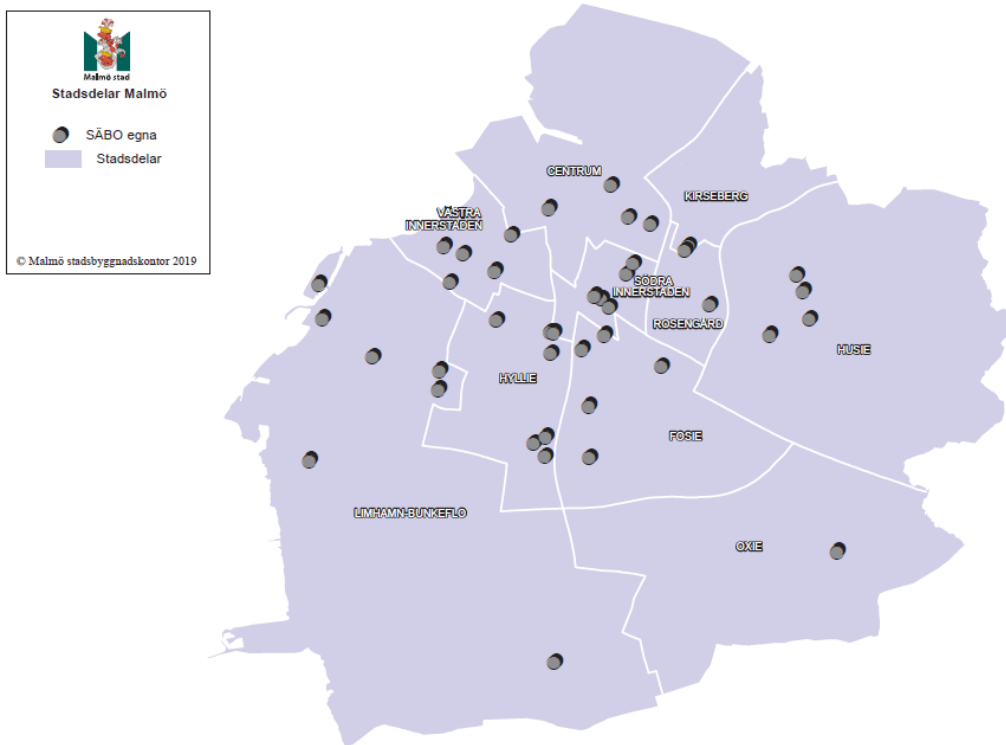 Malmö stad
Stadsdelar Malmö
SÄBO egna
Stadsdelar
© Malmö stadsbyggnadskontor 2019
CENTRUM
KIRSEBERG
VÄSTRA
INNERSTADEN
SÖDRA
INNERSTADEN
ROSENGÅRD
HUSIE
HYLLIE
FOSIE
LIMHAMN-BUNKEFLO
OXIE